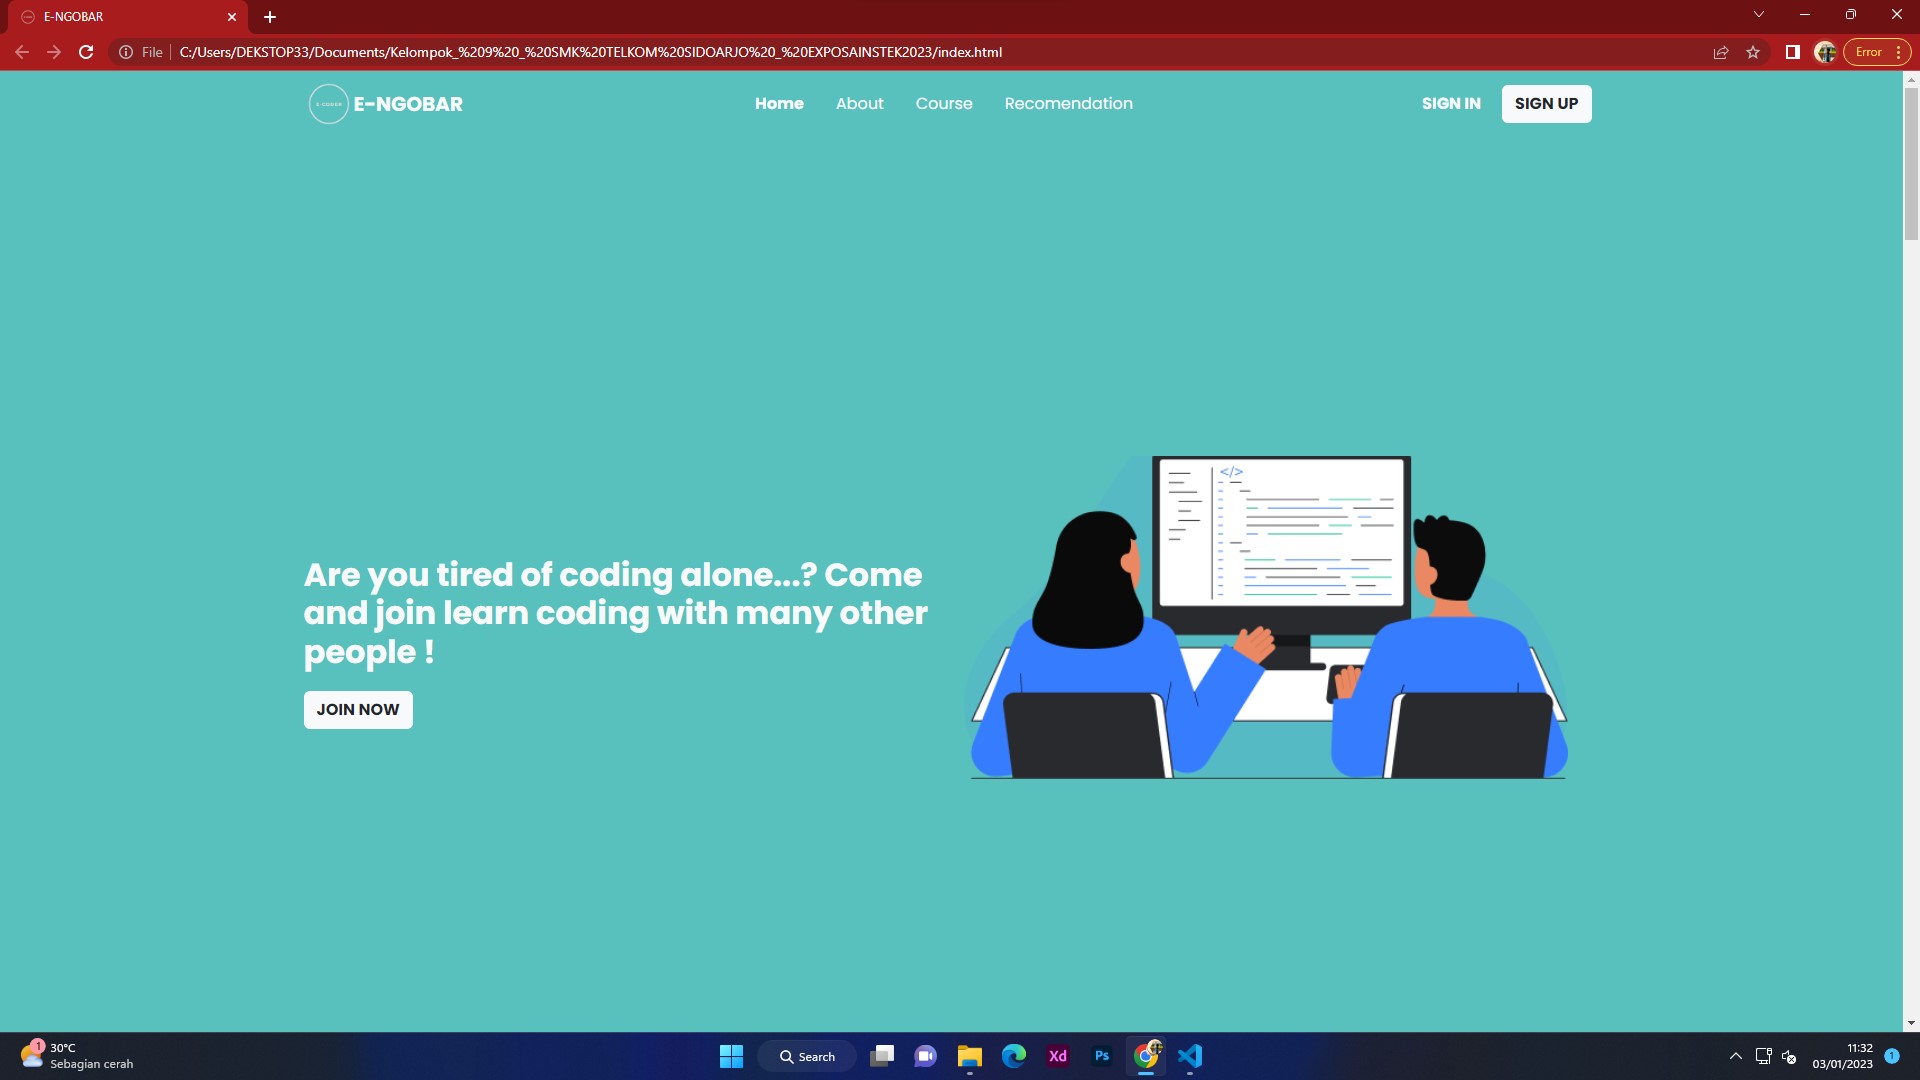 E-NGOBAR
File
C:/Users/DEKSTOP33/Documents/Kelompok_%209%20_%20SMK%20TELKOM%20SIDOARJO%20_%20EXPOSAINSTEK2023/index.html
Error
E-CODER E-NGOBAR
Home About Course Recomendation
SIGN IN SIGN UP
</>
Are you tired of coding alone...? Come
and join learn coding with many other
people !
JOIN NOW
1
30°C
Sebagian cerah
Search
Xd
Ps
11:32
03/01/2023
1